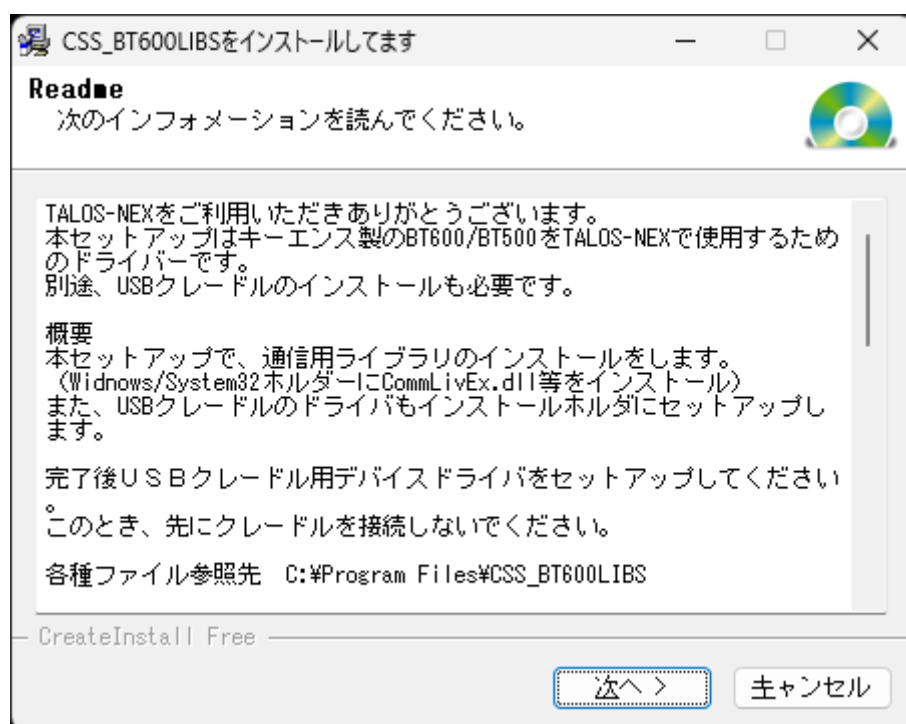 CSS_BT600LIBSをインストールしてます
Readme
次のインフォメーションを読んでください。
TALOS-NEXをご利用いただきありがとうございます。
本セットアップはキーエンス製のBT600/BT500をTALOS-NEXで使用するため
のドライバーです。
別途、USBクレードルのインストールも必要です。
概要
本セットアップで、通信用ライブラリのインストールをします。
（Widnows/System32ホルダーにCommLivEx.dll等をインストール）
また、USBクレードルのドライバもインストールホルダにセットアップし
ます。
完了後ＵＳＢクレードル用デバイスドライバをセットアップしてください
。
このとき、先にクレードルを接続しないでください。
各種ファイル参照先　C:¥Program Files¥CSS_BT600LIBS
CreateInstall Free
次へ >
キャンセル